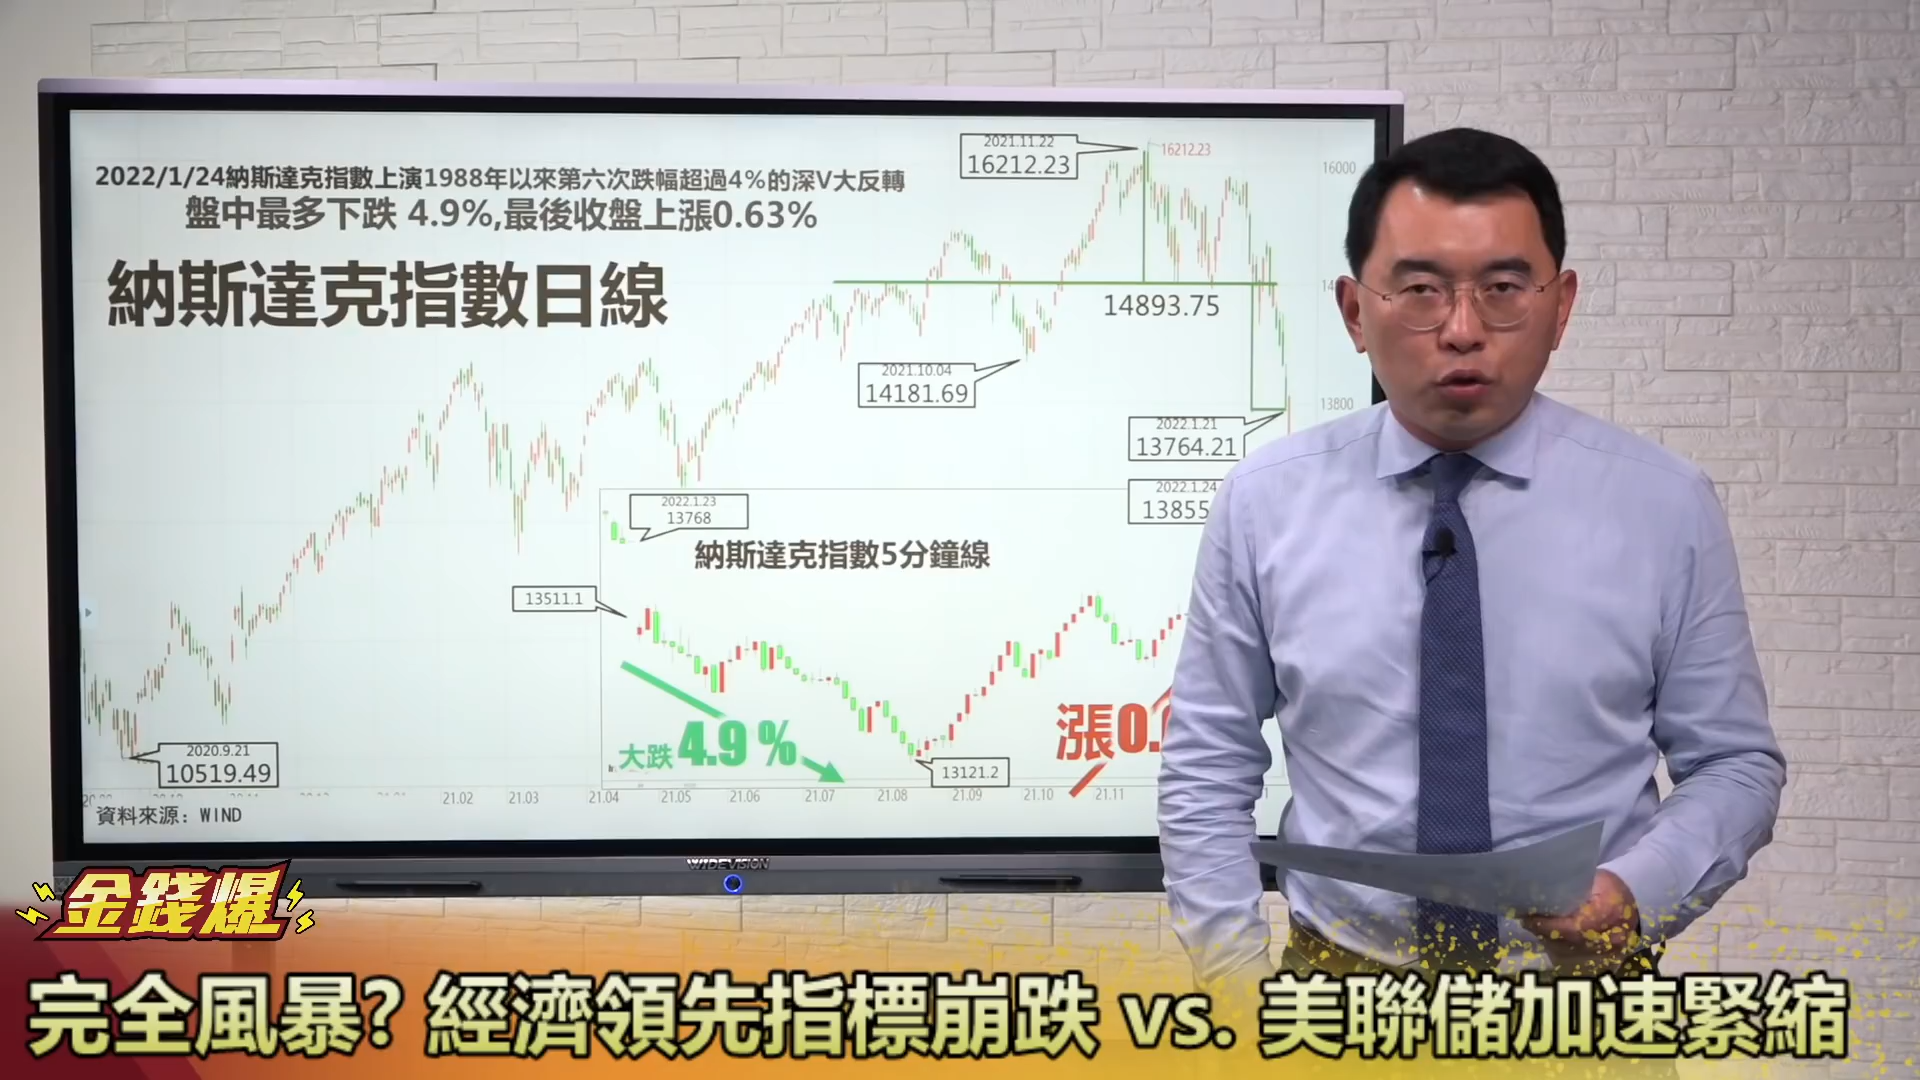 2022/1/24納斯達克指數上演1988年以來第六次跌幅超過4%的深V大反轉
盤中最多下跌 4.9%,最後收盤上漲0.63%
納斯達克指數日線
2021.11.22
16212.23
16212.23
16000
14893.75
2021.10.04
14181.69
13800
2022.1.21
13764.21
2022.1.24
13855
2022.1.23
13768
納斯達克指數5分鐘線
13511.1
大跌4.9%
漲0.
13121.2
2020.9.21
10519.49
21.02 21.03 21.04 21.05 21.06 21.07 21.08 21.09 21.10 21.11
資料來源：WIND
WIDEVISION
金錢爆
完全風暴? 經濟領先指標崩跌 vs. 美聯儲加速緊縮